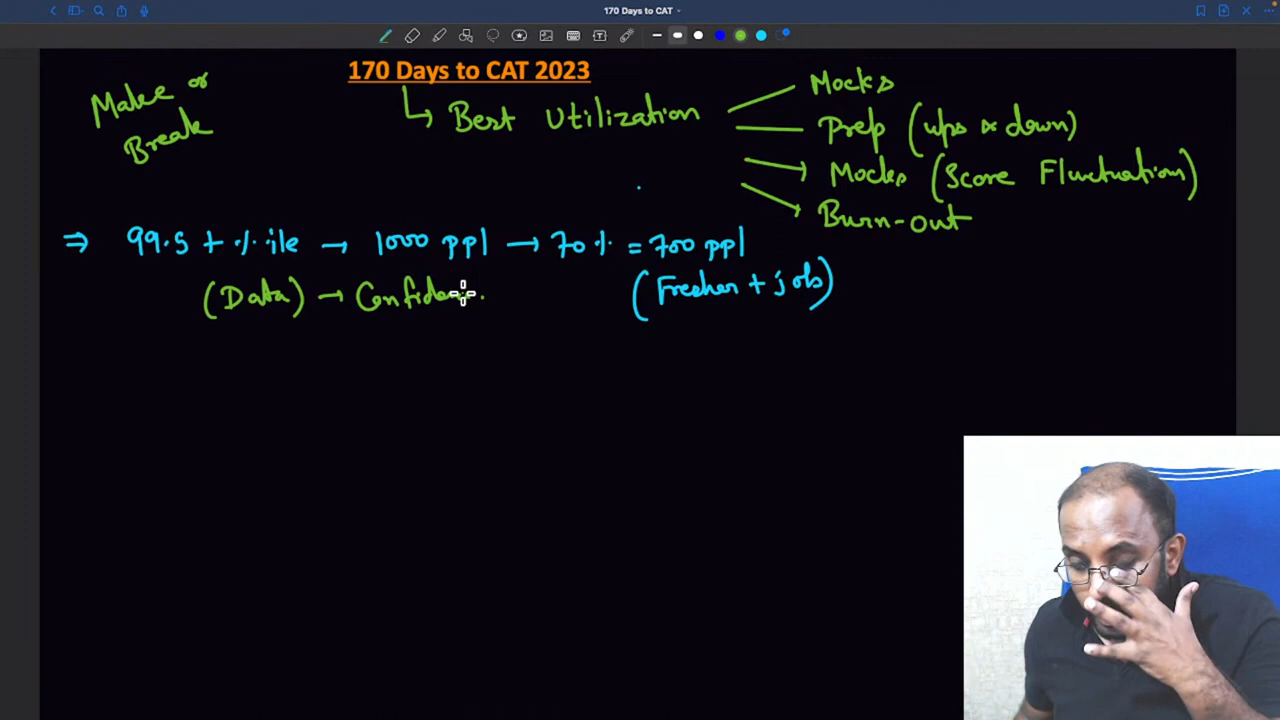 170 Days to CAT
170 Days to CAT 2023
Make or
Break
Best Utilization
Mocks
Prep (ups & down)
Mocks (Score Fluctuation)
Burn-out
⇒ 99.5 + %ile → 1000 ppl → 70% = 700 ppl
(Data) → Confidence.
(Fresher + job)